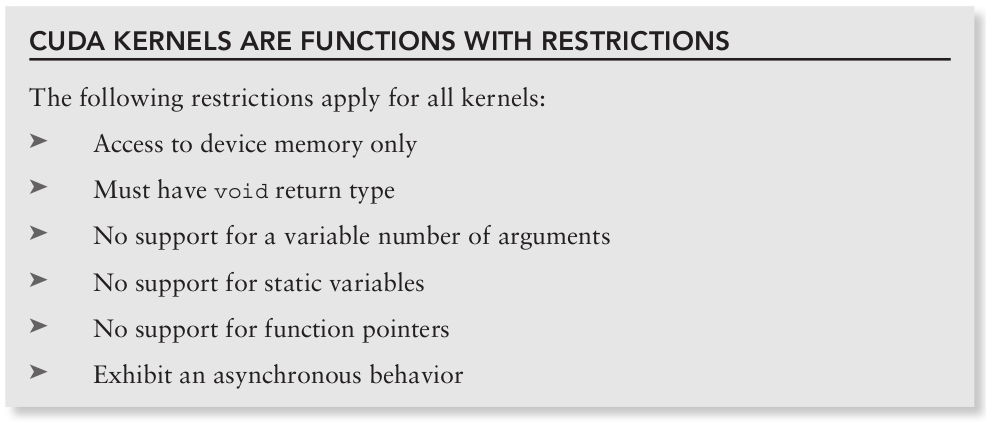 CUDA KERNELS ARE FUNCTIONS WITH RESTRICTIONS
The following restrictions apply for all kernels:
➤ Access to device memory only
➤ Must have void return type
➤ No support for a variable number of arguments
➤ No support for static variables
➤ No support for function pointers
➤ Exhibit an asynchronous behavior